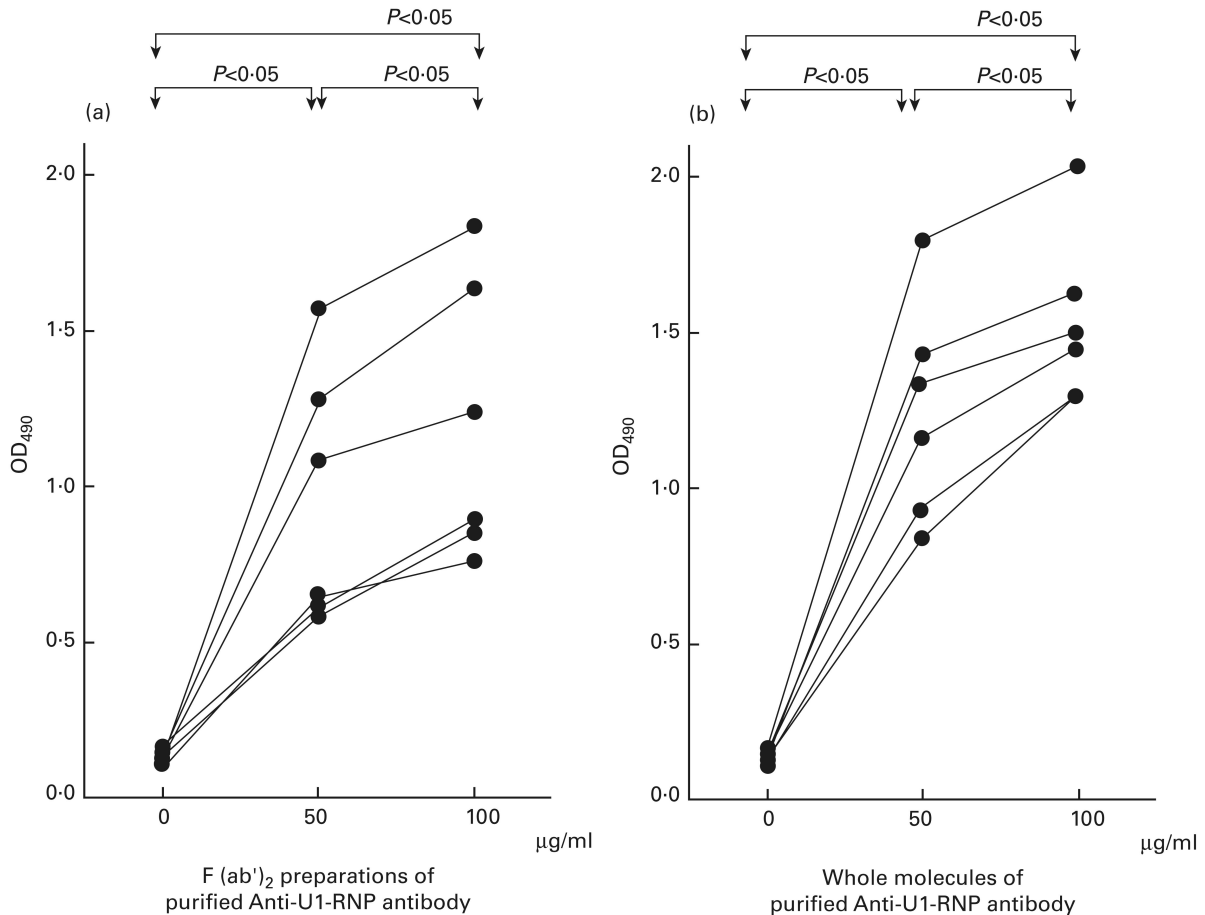 P<0·05
P<0·05 P<0·05
(a)
2·0
1·5
1·0
0·5
0·0
OD490
0 50 100
µg/ml
F (ab')2 preparations of
purified Anti-U1-RNP antibody
P<0·05
P<0·05 P<0·05
(b)
2·0
1·5
1·0
0·5
0·0
OD490
0 50 100
µg/ml
Whole molecules of
purified Anti-U1-RNP antibody